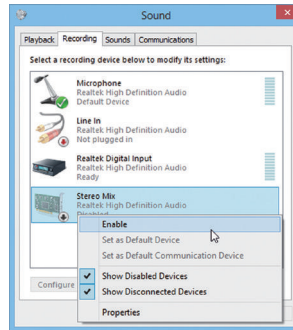 Sound
Playback Recording Sounds Communications
Select a recording device below to modify its settings:
Microphone
Realtek High Definition Audio
Default Device
Line In
Realtek High Definition Audio
Not plugged in
Realtek Digital Input
Realtek High Definition Audio
Ready
Stereo Mix
Realtek High Definition Audio
Disabled
Enable
Set as Default Device
Set as Default Communication Device
Show Disabled Devices
Configure
Show Disconnected Devices
Properties